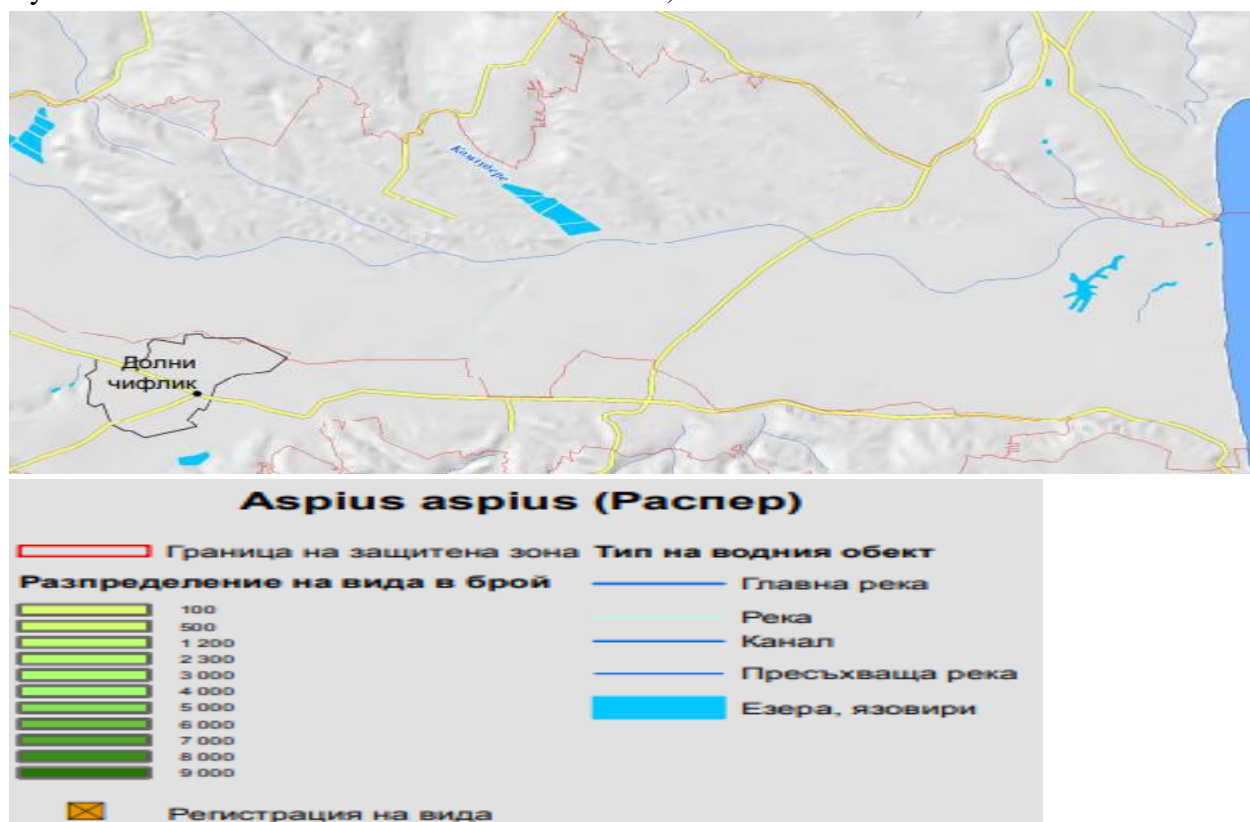 Долни
чифлик
Aspius aspius (Распер)
Граница на защитена зона
Разпределение на вида в брой
100
500
1 200
2 300
3 000
4 000
5 000
6 000
7 000
8 000
9 000
Регистрация на вида
Тип на водния обект
Главна река
Река
Канал
Пресъхваща река
Езера, язовири